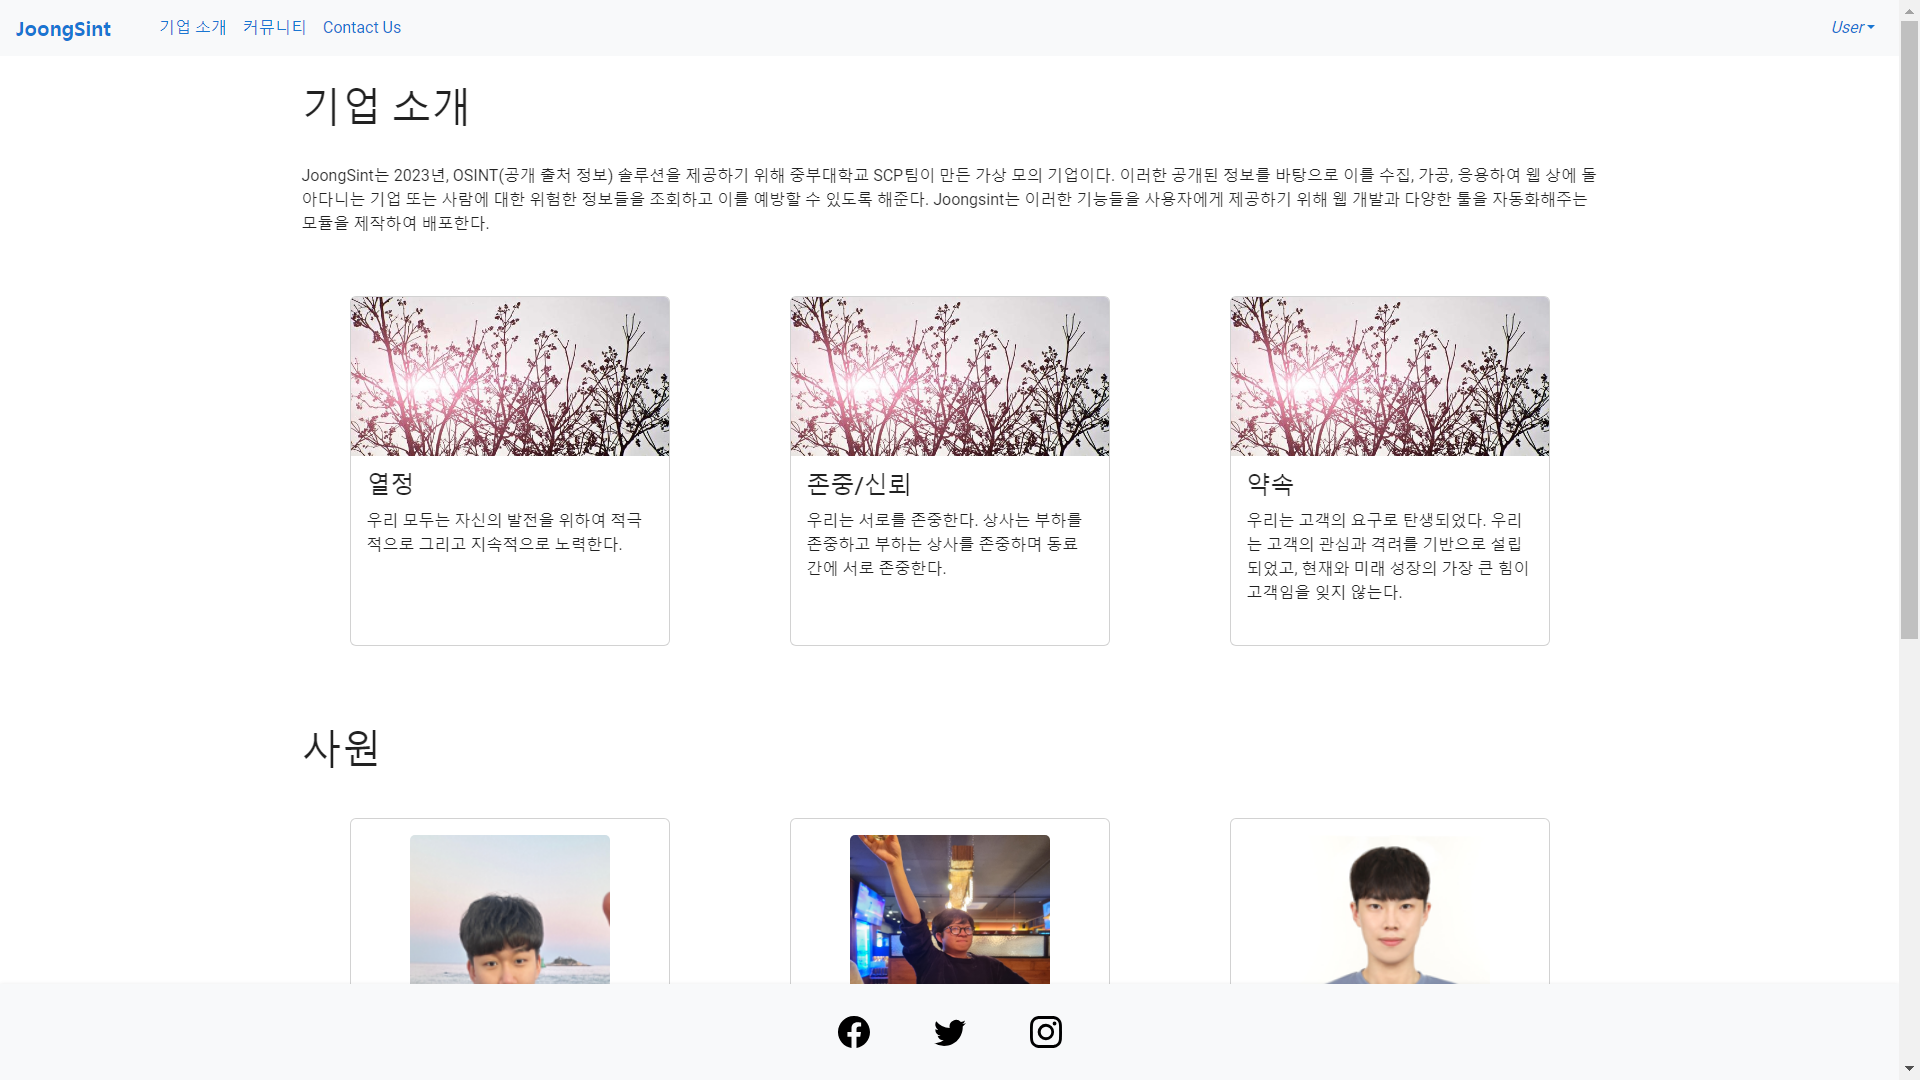 JoongSint
기업 소개
커뮤니티
Contact Us
User
기업 소개
JoongSint는 2023년, OSINT(공개 출처 정보) 솔루션을 제공하기 위해 중부대학교 SCP팀이 만든 가상 모의 기업이다. 이러한 공개된 정보를 바탕으로 이를 수집, 가공, 응용하여 웹 상에 돌
아다니는 기업 또는 사람에 대한 위험한 정보들을 조회하고 이를 예방할 수 있도록 해준다. Joongsint는 이러한 기능들을 사용자에게 제공하기 위해 웹 개발과 다양한 툴을 자동화해주는
모듈을 제작하여 배포한다.
열정
우리 모두는 자신의 발전을 위하여 적극
적으로 그리고 지속적으로 노력한다.
존중/신뢰
우리는 서로를 존중한다. 상사는 부하를
존중하고 부하는 상사를 존중하며 동료
간에 서로 존중한다.
약속
우리는 고객의 요구로 탄생되었다. 우리
는 고객의 관심과 격려를 기반으로 설립
되었고, 현재와 미래 성장의 가장 큰 힘이
고객임을 잊지 않는다.
사원